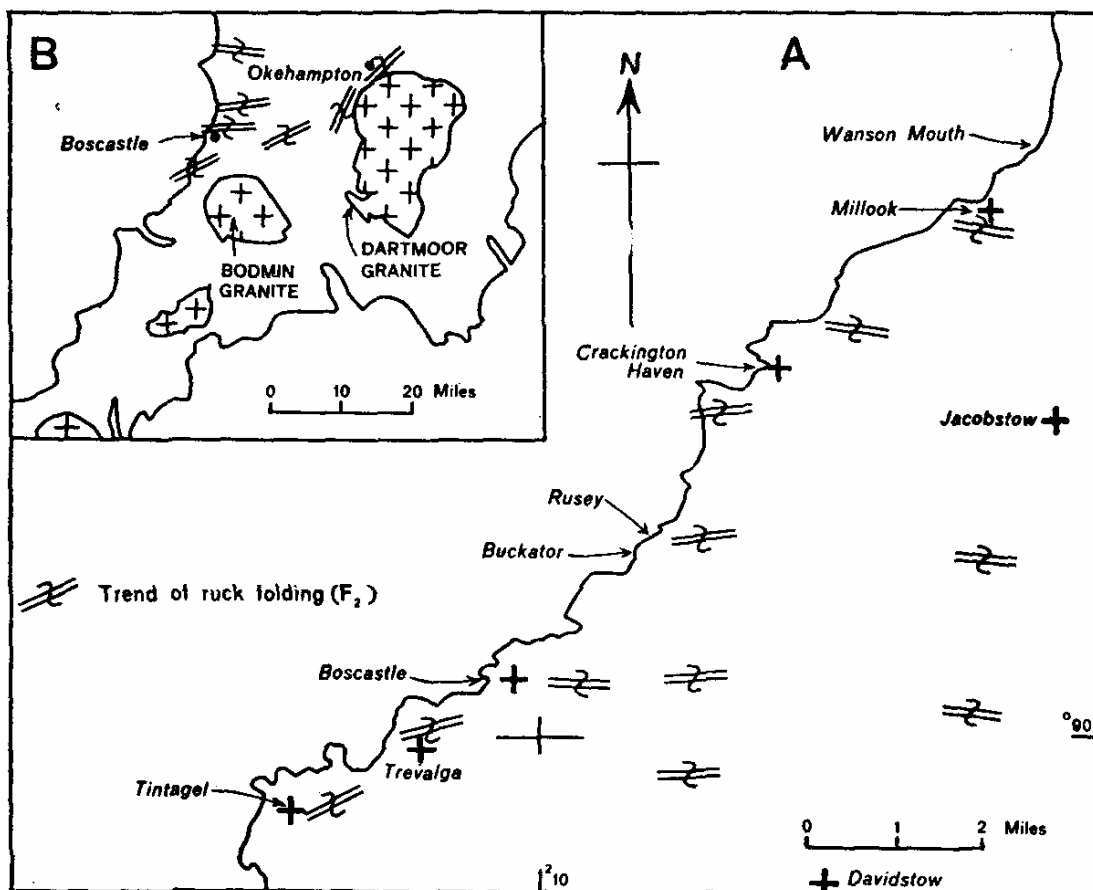 B
Okehampton
Boscastle
BODMIN
GRANITE
DARTMOOR
GRANITE
0 10 20 Miles
A
N
Wanson Mouth
Millook
Crackington
Haven
Jacobstow
Rusey
Buckator
Trend of ruck folding (F₂)
Boscastle
°90
Trevalga
Tintagel
0 1 2 Miles
²10
Davidstow